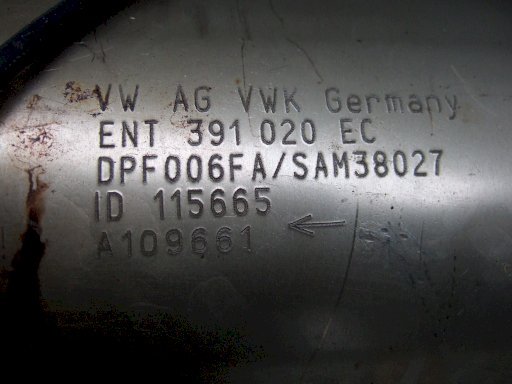 VW AG VWK Germany
ENT 391 020 EC
DPF006FA/SAM38027
ID 115665
A109661